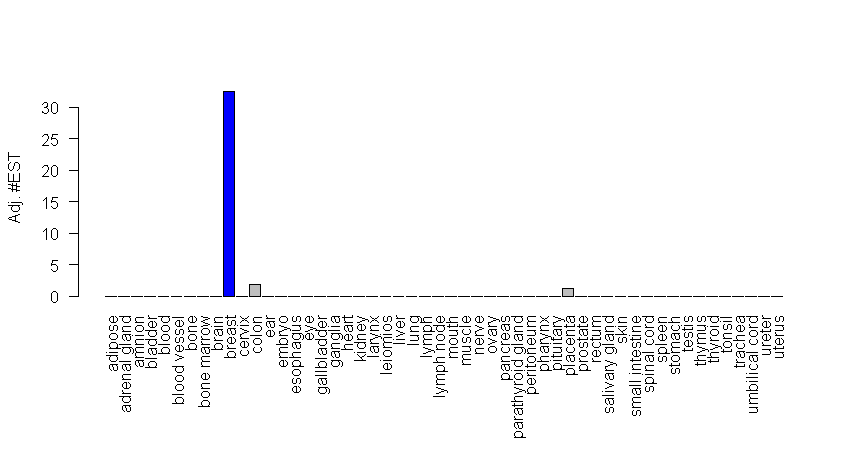 Adj. #EST
30
25
20
15
10
5
0
adipose
adrenal gland
amnion
bladder
blood
blood vessel
bone
bone marrow
brain
breast
cervix
colon
ear
embryo
esophagus
eye
gallbladder
ganglia
heart
kidney
larynx
leiomios
liver
lung
lymph
lymph node
mouth
muscle
nerve
ovary
pancreas
parathyroid gland
peritoneum
pharynx
pituitary
placenta
prostate
rectum
salivary gland
skin
small intestine
spinal cord
spleen
stomach
testis
thymus
thyroid
tonsil
trachea
umbilical cord
ureter
uterus